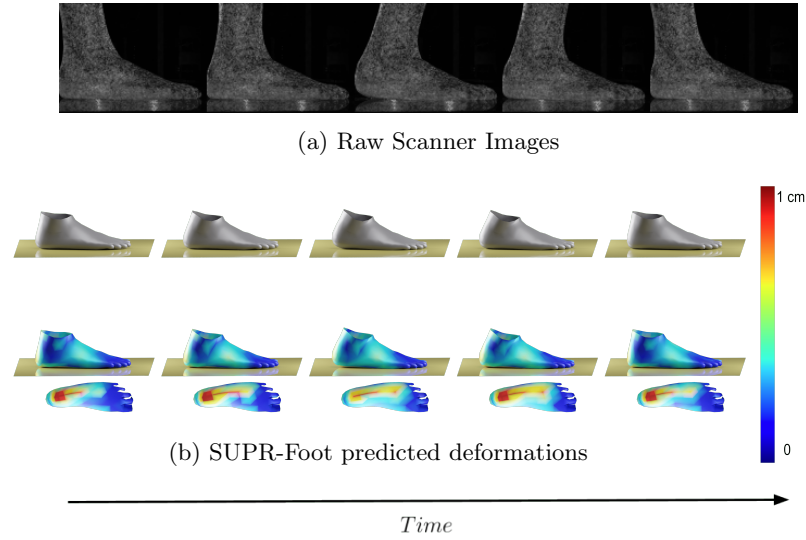 (a) Raw Scanner Images
1 cm
0
(b) SUPR-Foot predicted deformations
Time